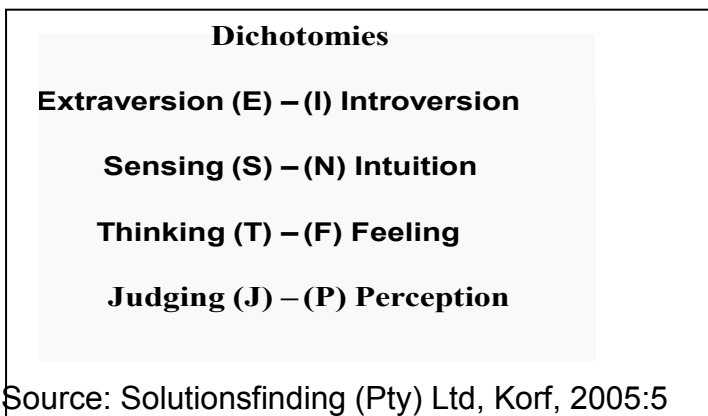 Dichotomies
Extraversion (E) – (I) Introversion
Sensing (S) – (N) Intuition
Thinking (T) – (F) Feeling
Judging (J) – (P) Perception
Source: Solutionsfinding (Pty) Ltd, Korf, 2005:5